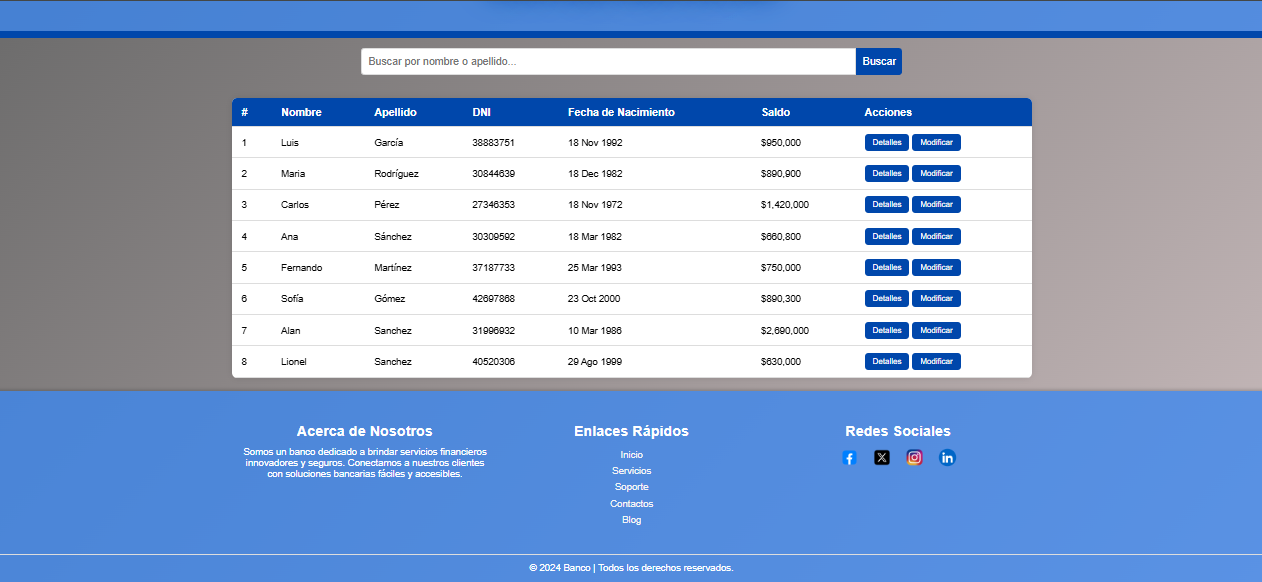 Buscar por nombre o apellido... Buscar
# Nombre Apellido DNI Fecha de Nacimiento Saldo Acciones
1 Luis García 38883751 18 Nov 1992 $950,000 Detalles Modificar
2 Maria Rodríguez 30844639 18 Dec 1982 $890,900 Detalles Modificar
3 Carlos Pérez 27346353 18 Nov 1972 $1,420,000 Detalles Modificar
4 Ana Sánchez 30309592 18 Mar 1982 $660,800 Detalles Modificar
5 Fernando Martínez 37187733 25 Mar 1993 $750,000 Detalles Modificar
6 Sofía Gómez 42697868 23 Oct 2000 $890,300 Detalles Modificar
7 Alan Sanchez 31996932 10 Mar 1986 $2,690,000 Detalles Modificar
8 Lionel Sanchez 40520306 29 Ago 1999 $630,000 Detalles Modificar
Acerca de Nosotros
Somos un banco dedicado a brindar servicios financieros
innovadores y seguros. Conectamos a nuestros clientes
con soluciones bancarias fáciles y accesibles.
Enlaces Rápidos
Inicio
Servicios
Soporte
Contactos
Blog
Redes Sociales
© 2024 Banco | Todos los derechos reservados.